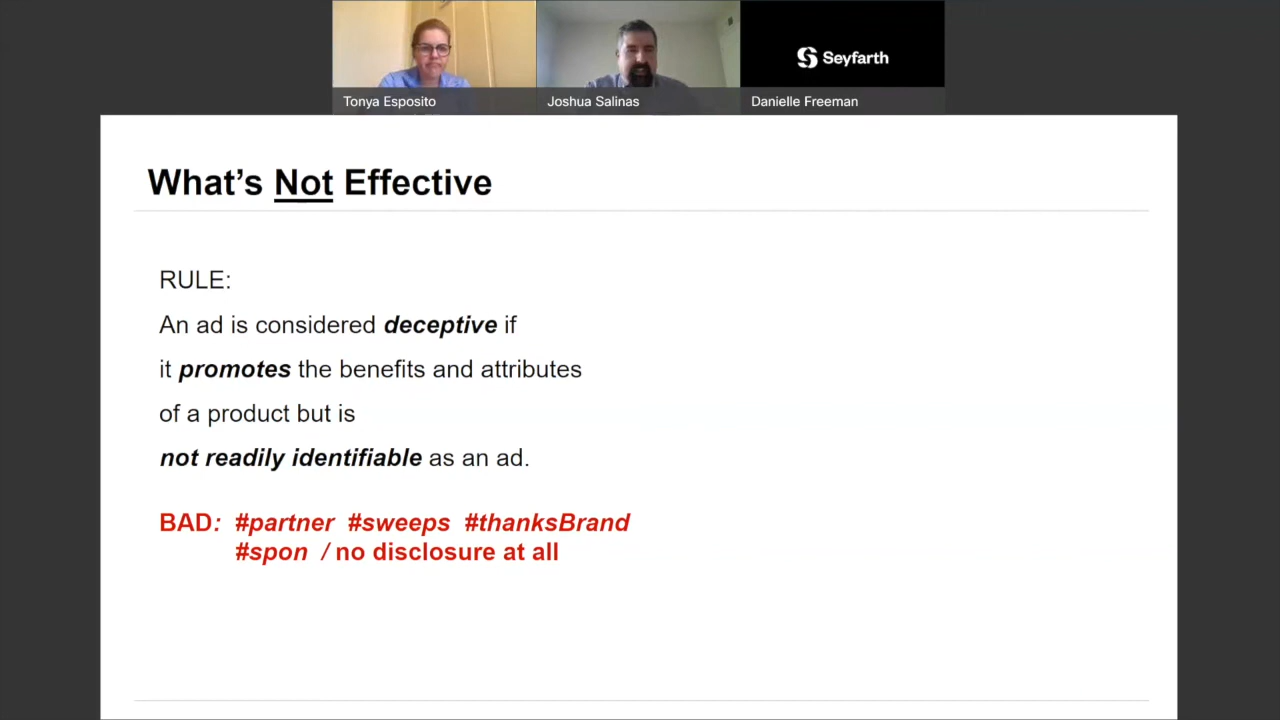 Seyfarth
Tonya Esposito
Joshua Salinas
Danielle Freeman
What's Not Effective
RULE:
An ad is considered deceptive if
it promotes the benefits and attributes
of a product but is
not readily identifiable as an ad.
BAD: #partner #sweeps #thanksBrand
#spon / no disclosure at all